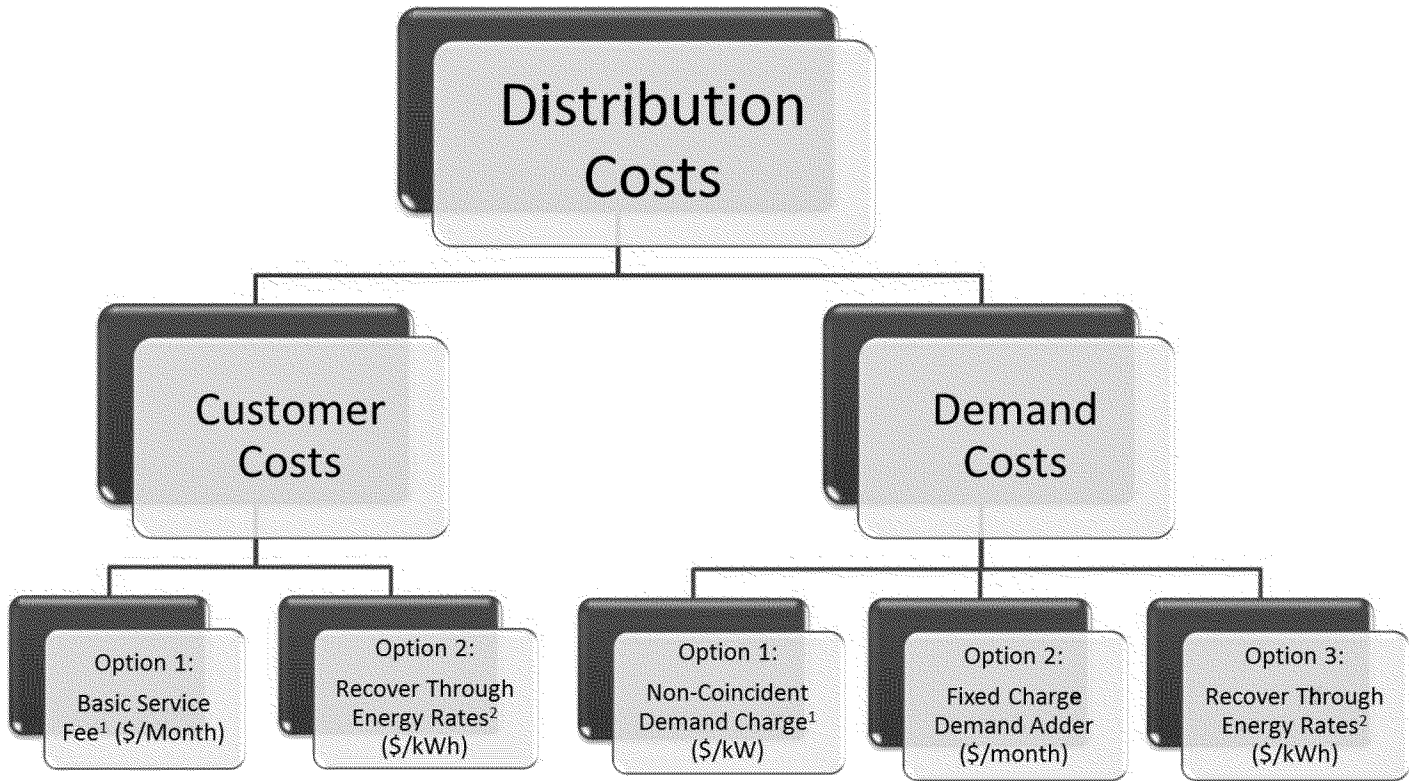 Distribution
Costs
Customer
Costs
Demand
Costs
Option 1:
Basic Service
Fee¹ ($/Month)
Option 2:
Recover Through
Energy Rates²
($/kWh)
Option 1:
Non-Coincident
Demand Charge¹
($/kW)
Option 2:
Fixed Charge
Demand Adder
($/month)
Option 3:
Recover Through
Energy Rates²
($/kWh)